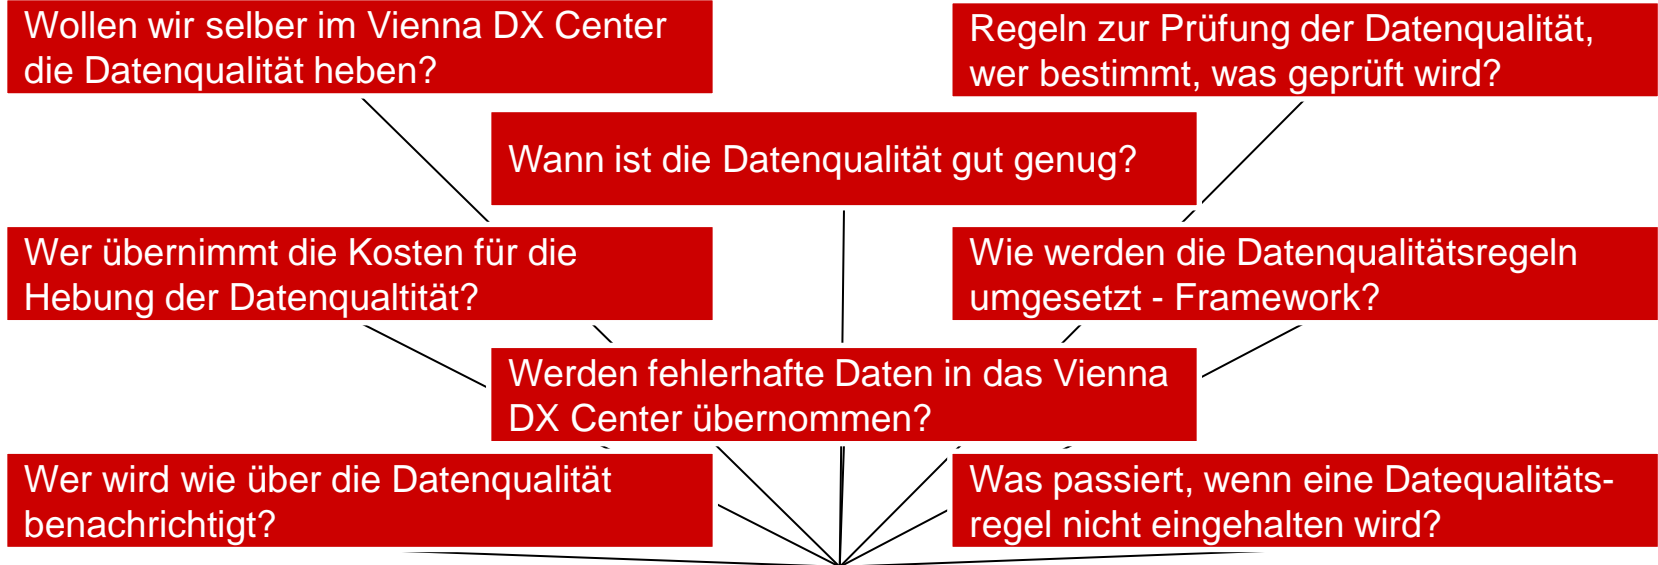 Wollen wir selber im Vienna DX Center
die Datenqualität heben?
Regeln zur Prüfung der Datenqualität,
wer bestimmt, was geprüft wird?
Wann ist die Datenqualität gut genug?
Wer übernimmt die Kosten für die
Hebung der Datenqualtität?
Wie werden die Datenqualitätsregeln
umgesetzt - Framework?
Werden fehlerhafte Daten in das Vienna
DX Center übernommen?
Wer wird wie über die Datenqualität
benachrichtigt?
Was passiert, wenn eine Datequalitäts-
regel nicht eingehalten wird?